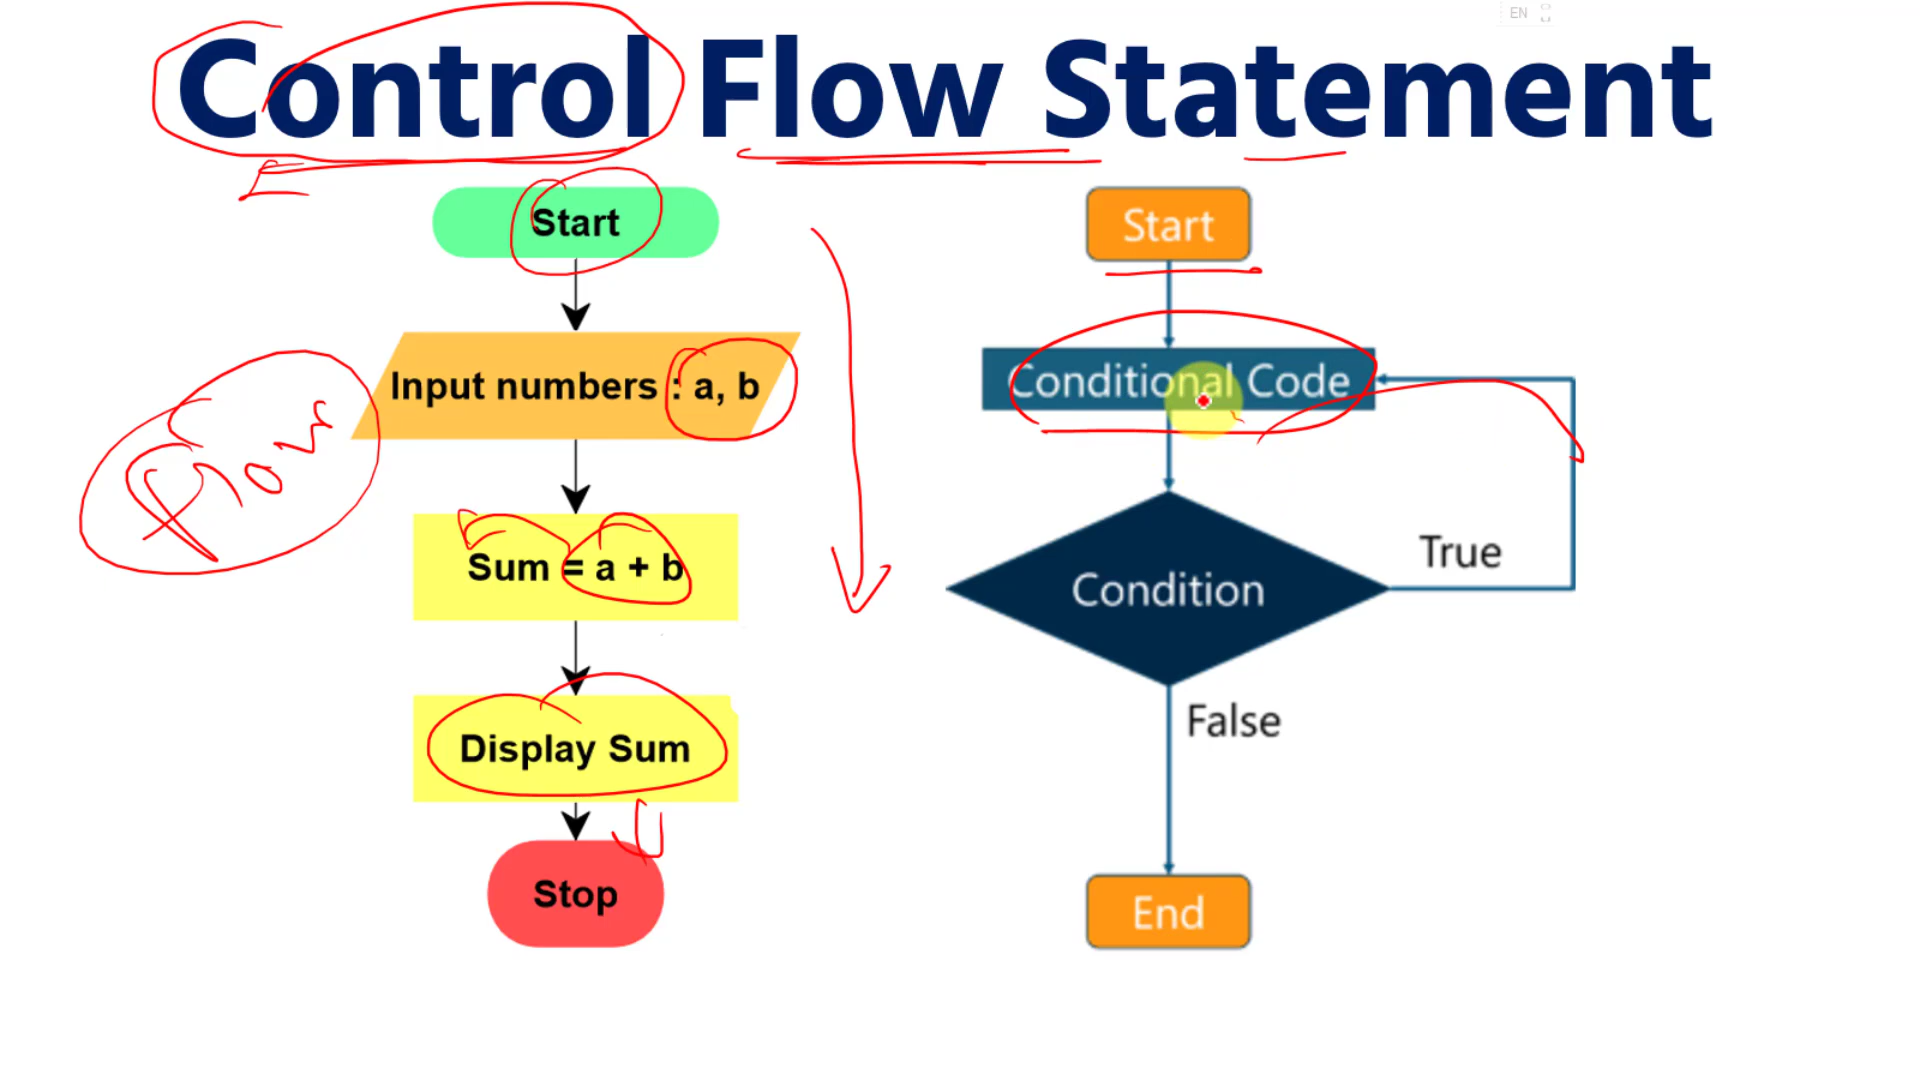 EN
Control Flow Statement
Start
Input numbers : a, b
Flow
Sum = a + b
Display Sum
Stop
Start
Conditional Code
Condition
True
False
End